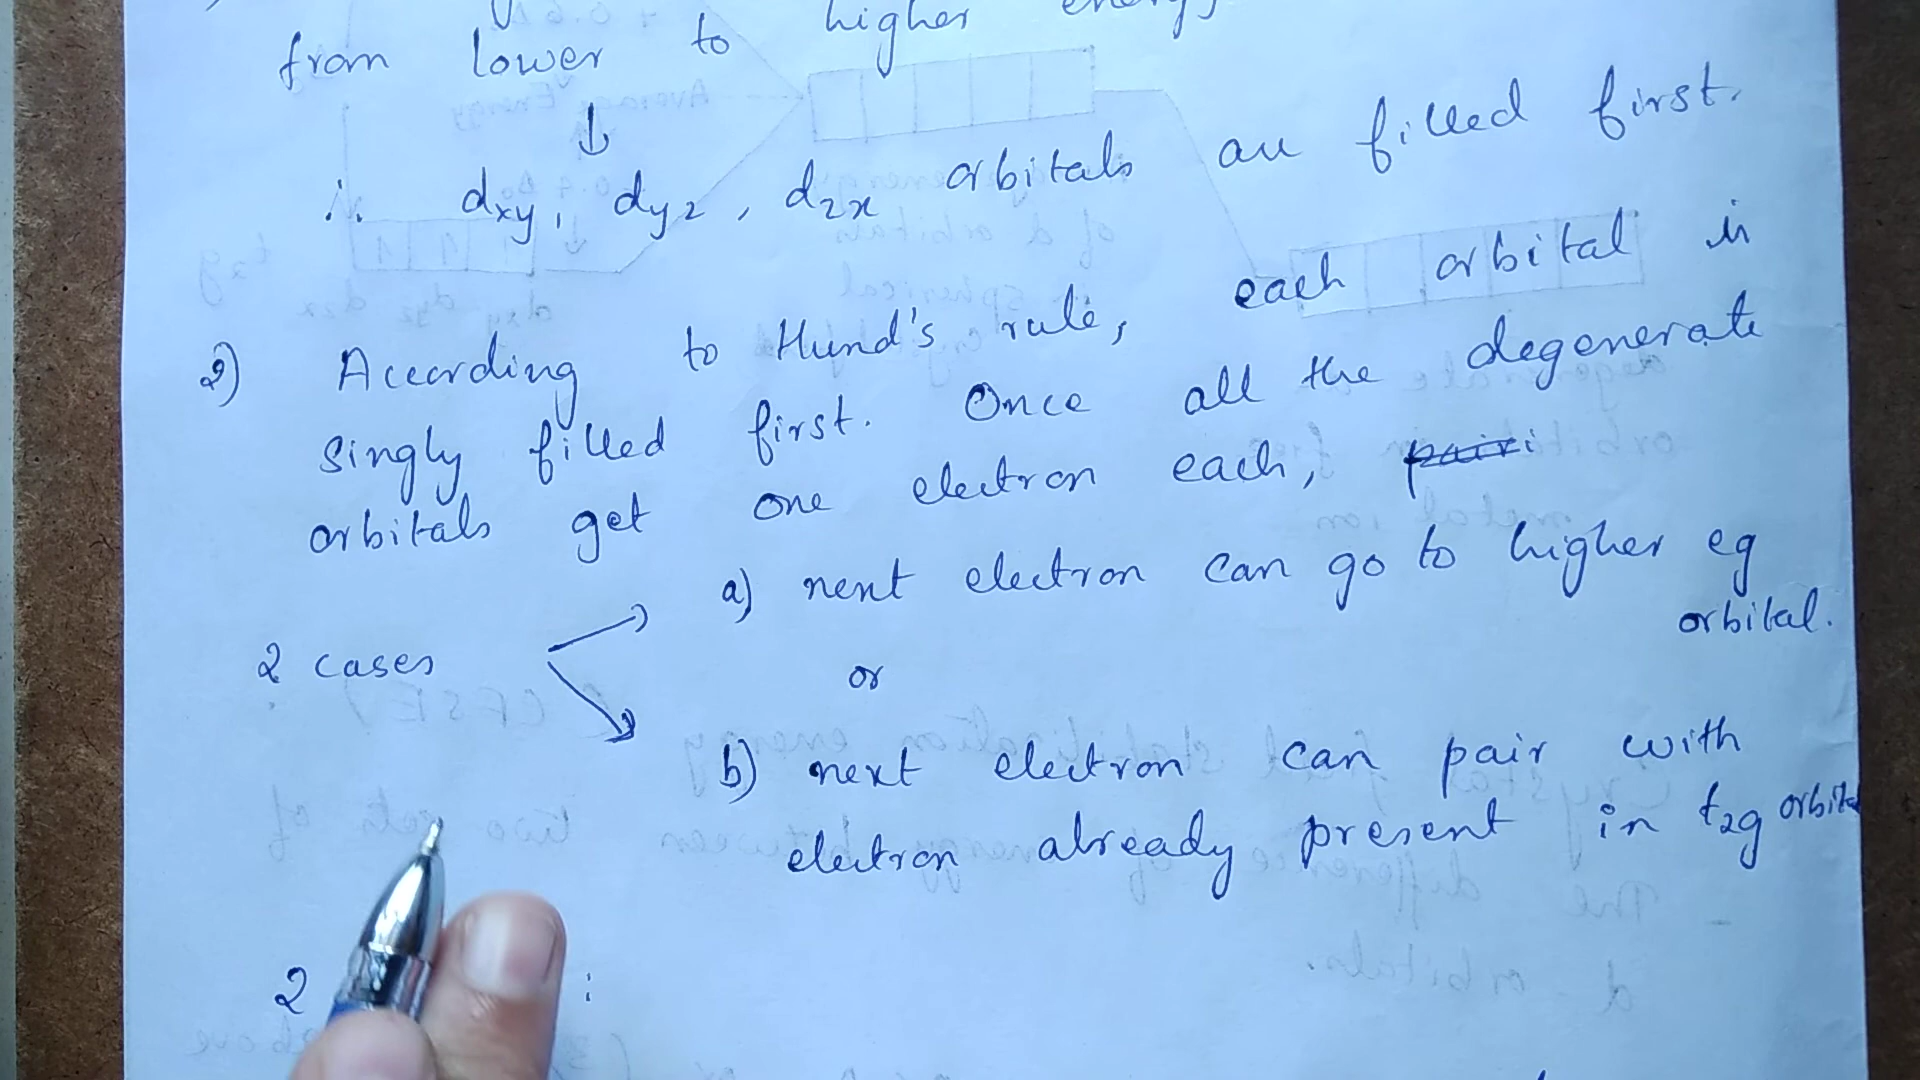 from lower to higher energy
↓
∴ dxy, dyz, dzx orbitals are filled first.
2) According to Hund's rule, each orbital is
singly filled first. Once all the degenerate
orbitals get one electron each,
a) next electron can go to higher eg
orbital.
2 cases
or
b) next electron can pair with
electron already present in t2g orbital
2 :